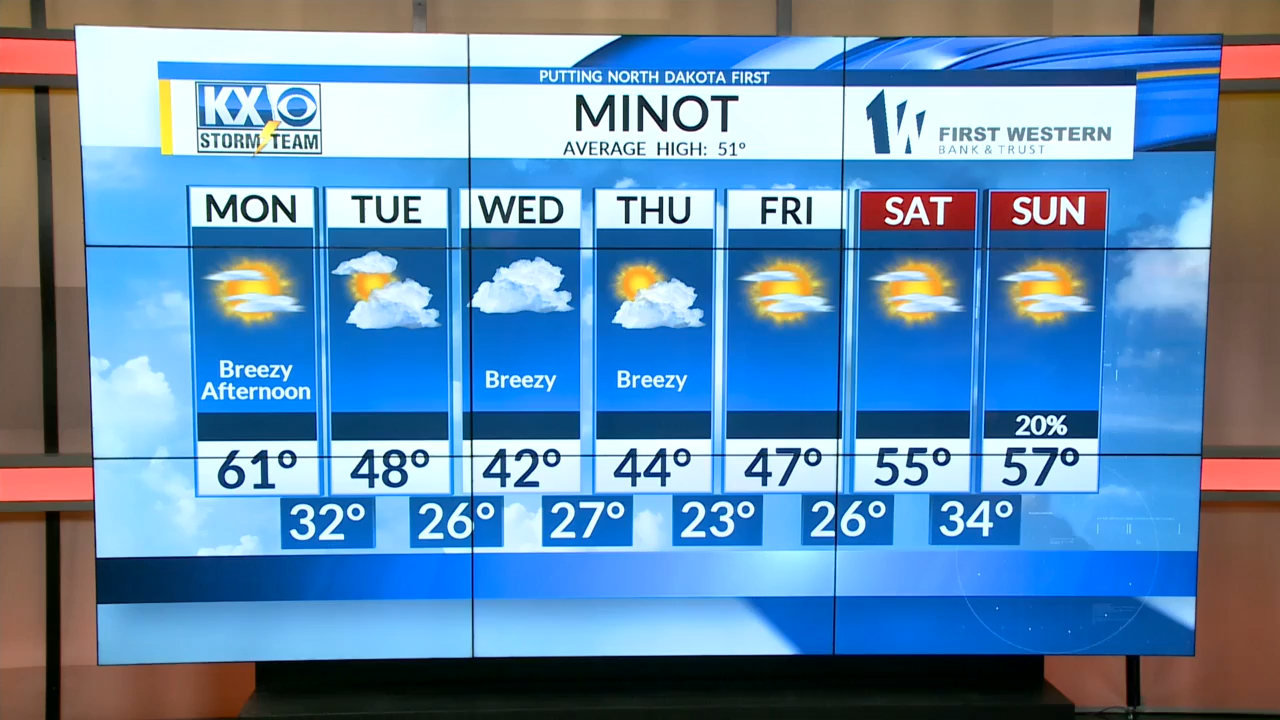 PUTTING NORTH DAKOTA FIRST
KX
STORM TEAM
MINOT
AVERAGE HIGH: 51°
1W FIRST WESTERN
BANK & TRUST
MON TUE WED THU FRI SAT SUN
Breezy
Afternoon
Breezy
Breezy
20%
61° 48° 42° 44° 47° 55° 57°
32° 26° 27° 23° 26° 34°